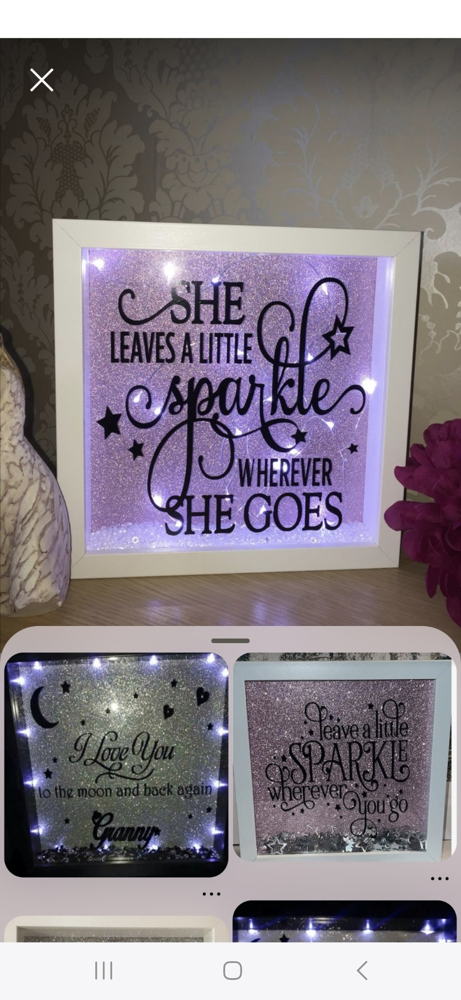 SHE
LEAVES A LITTLE
sparkle
WHEREVER
SHE GOES
I Love You
to the moon and back again
Granny
leave a little
SPARKLE
wherever
you go